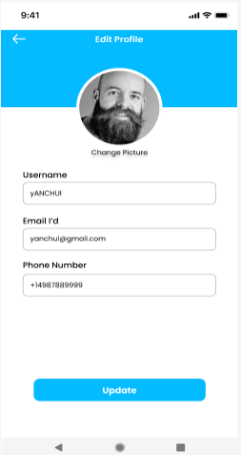 9:41
Edit Profile
Change Picture
Username
yANCHUI
Email I'd
yanchui@gmail.com
Phone Number
+14987889999
Update